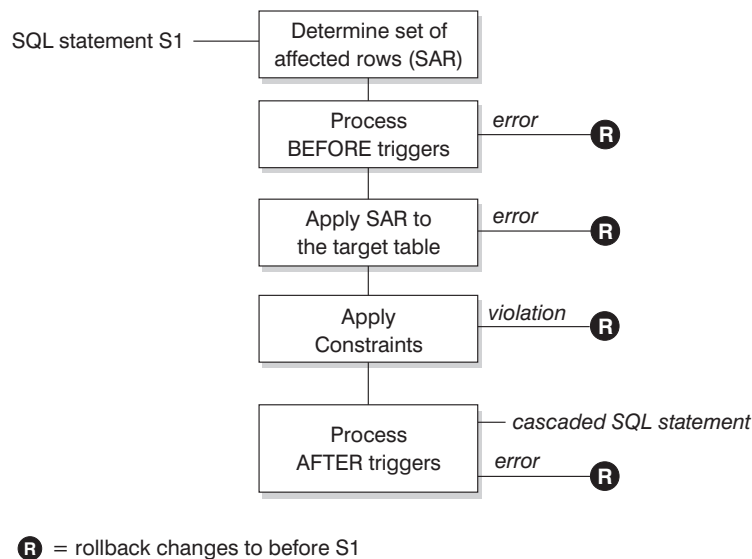 SQL statement S1
Determine set of
affected rows (SAR)
Process
BEFORE triggers
error
R
Apply SAR to
the target table
error
R
Apply
Constraints
violation
R
Process
AFTER triggers
cascaded SQL statement
error
R
R = rollback changes to before S1